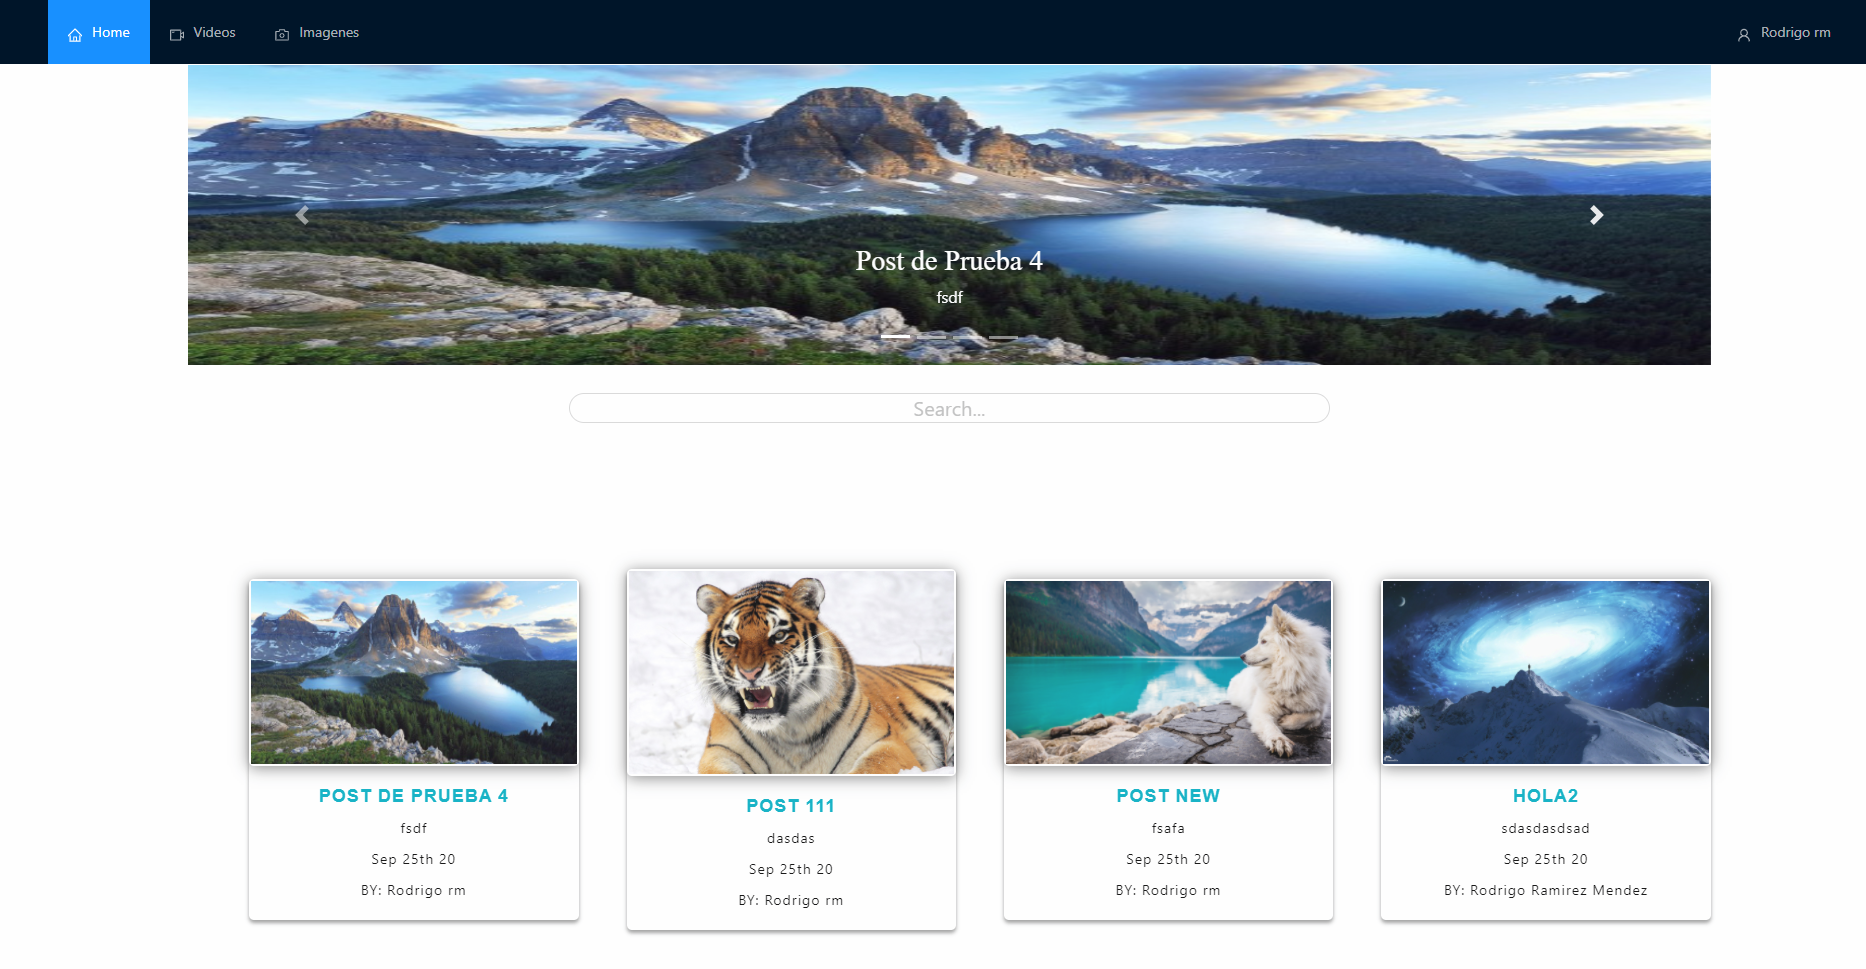 Home
Videos
Imagenes
Rodrigo rm
Post de Prueba 4
fsdf
Search...
POST DE PRUEBA 4
fsdf
Sep 25th 20
BY: Rodrigo rm
POST 111
dasdas
Sep 25th 20
BY: Rodrigo rm
POST NEW
fsafa
Sep 25th 20
BY: Rodrigo rm
HOLA2
sdasdasdsad
Sep 25th 20
BY: Rodrigo Ramirez Mendez